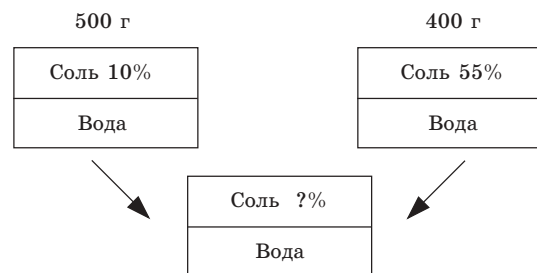 500 г
400 г
Соль 10%
Соль 55%
Вода
Вода
Соль ?%
Вода